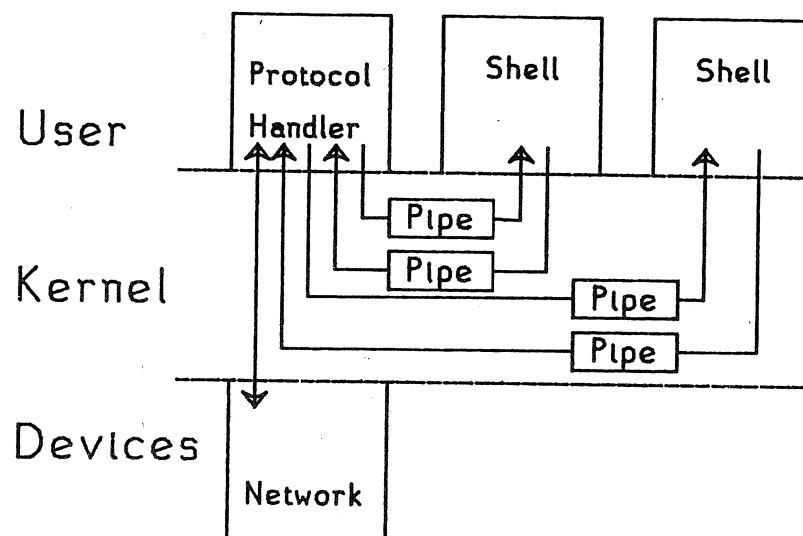 Protocol
Handler
Shell
Shell
User
Pipe
Pipe
Kernel
Pipe
Pipe
Devices
Network